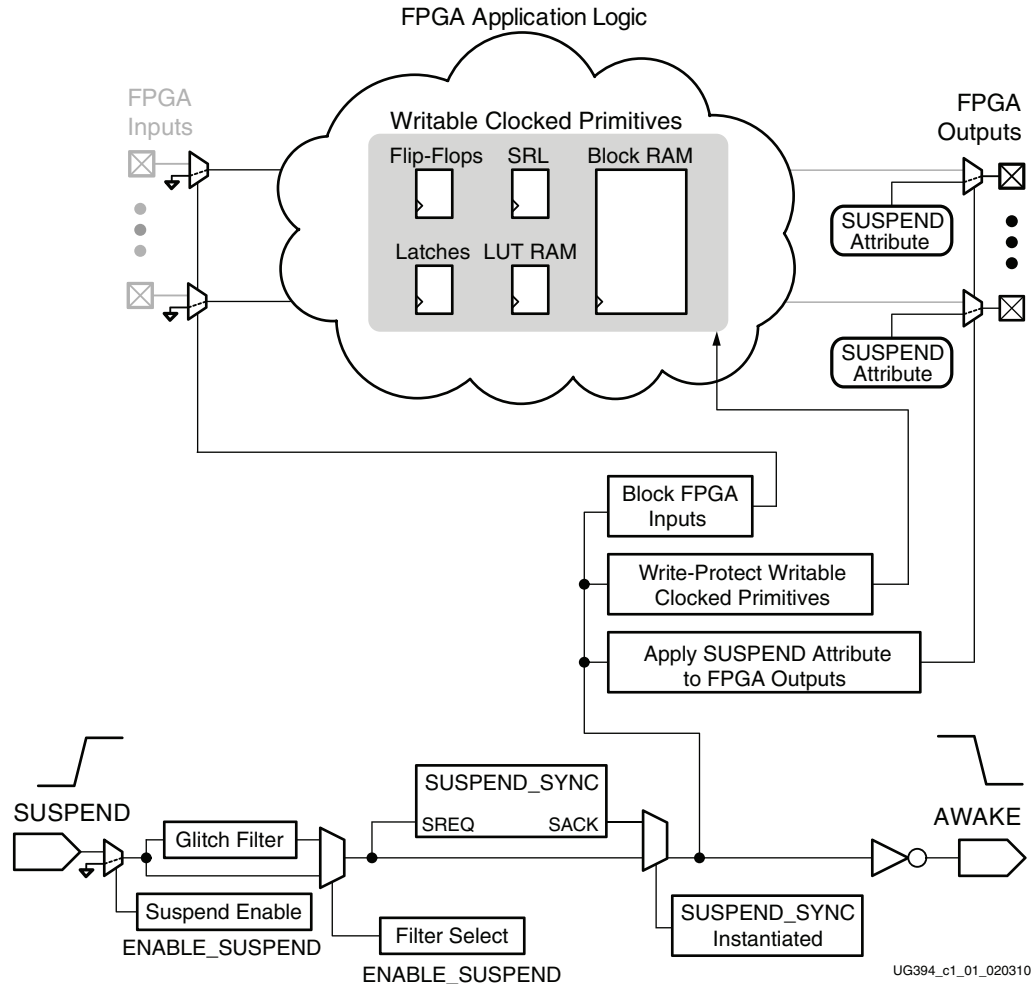 FPGA Application Logic
FPGA
Inputs
FPGA
Outputs
Writable Clocked Primitives
Flip-Flops
SRL
Block RAM
Latches
LUT RAM
SUSPEND
Attribute
SUSPEND
Attribute
Block FPGA
Inputs
Write-Protect Writable
Clocked Primitives
Apply SUSPEND Attribute
to FPGA Outputs
SUSPEND
Glitch Filter
SUSPEND_SYNC
SREQ
SACK
AWAKE
Suspend Enable
ENABLE_SUSPEND
Filter Select
ENABLE_SUSPEND
SUSPEND_SYNC
Instantiated
UG394_c1_01_020310